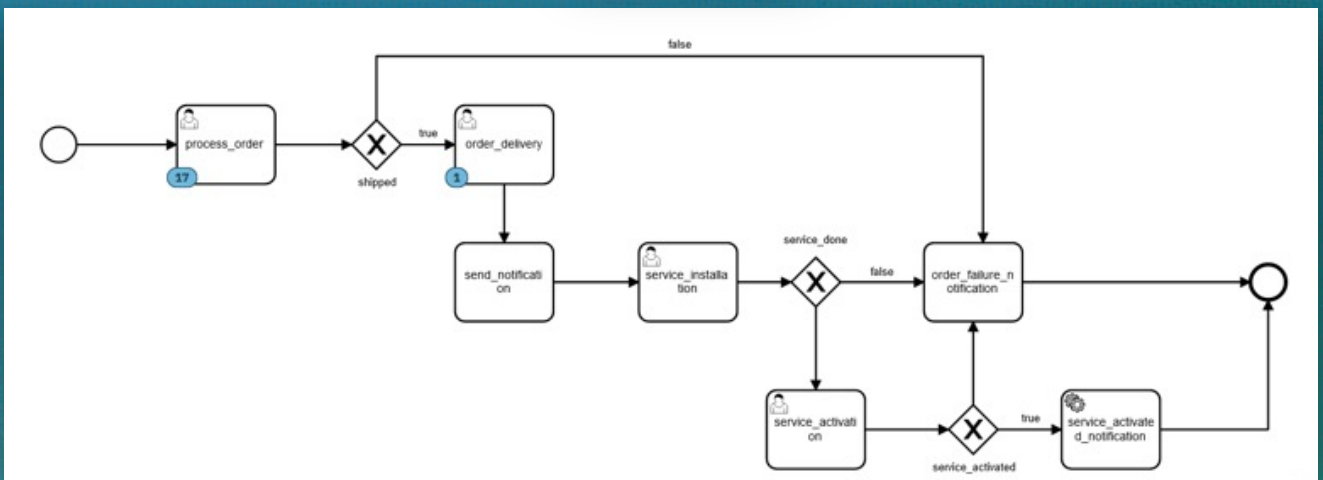 false
process_order
17
shipped
true
order_delivery
1
send_notificati
on
service_installa
tion
service_done
false
order_failure_n
otification
service_activati
on
service_activated
true
service_activate
d_notification